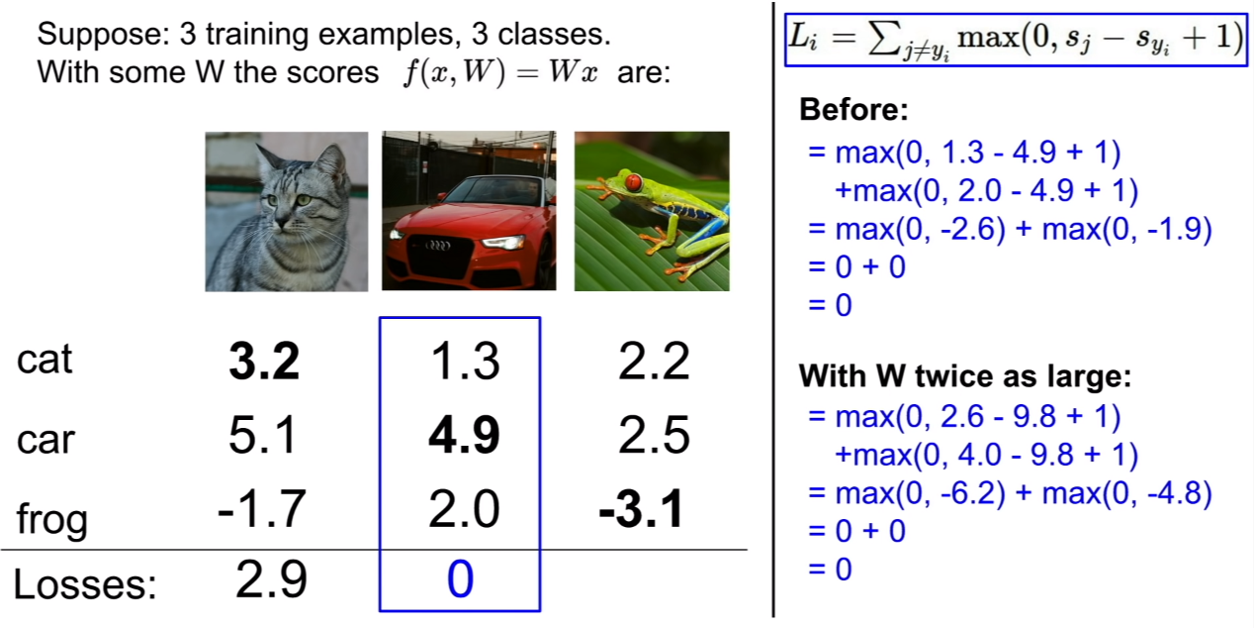 Suppose: 3 training examples, 3 classes.
With some W the scores f(x, W) = Wx are:
cat 3.2 1.3 2.2
car 5.1 4.9 2.5
frog -1.7 2.0 -3.1
Losses: 2.9 0
L_i = ∑_{j≠y_i} max(0, s_j − s_{y_i} + 1)
Before:
= max(0, 1.3 - 4.9 + 1)
+max(0, 2.0 - 4.9 + 1)
= max(0, -2.6) + max(0, -1.9)
= 0 + 0
= 0
With W twice as large:
= max(0, 2.6 - 9.8 + 1)
+max(0, 4.0 - 9.8 + 1)
= max(0, -6.2) + max(0, -4.8)
= 0 + 0
= 0